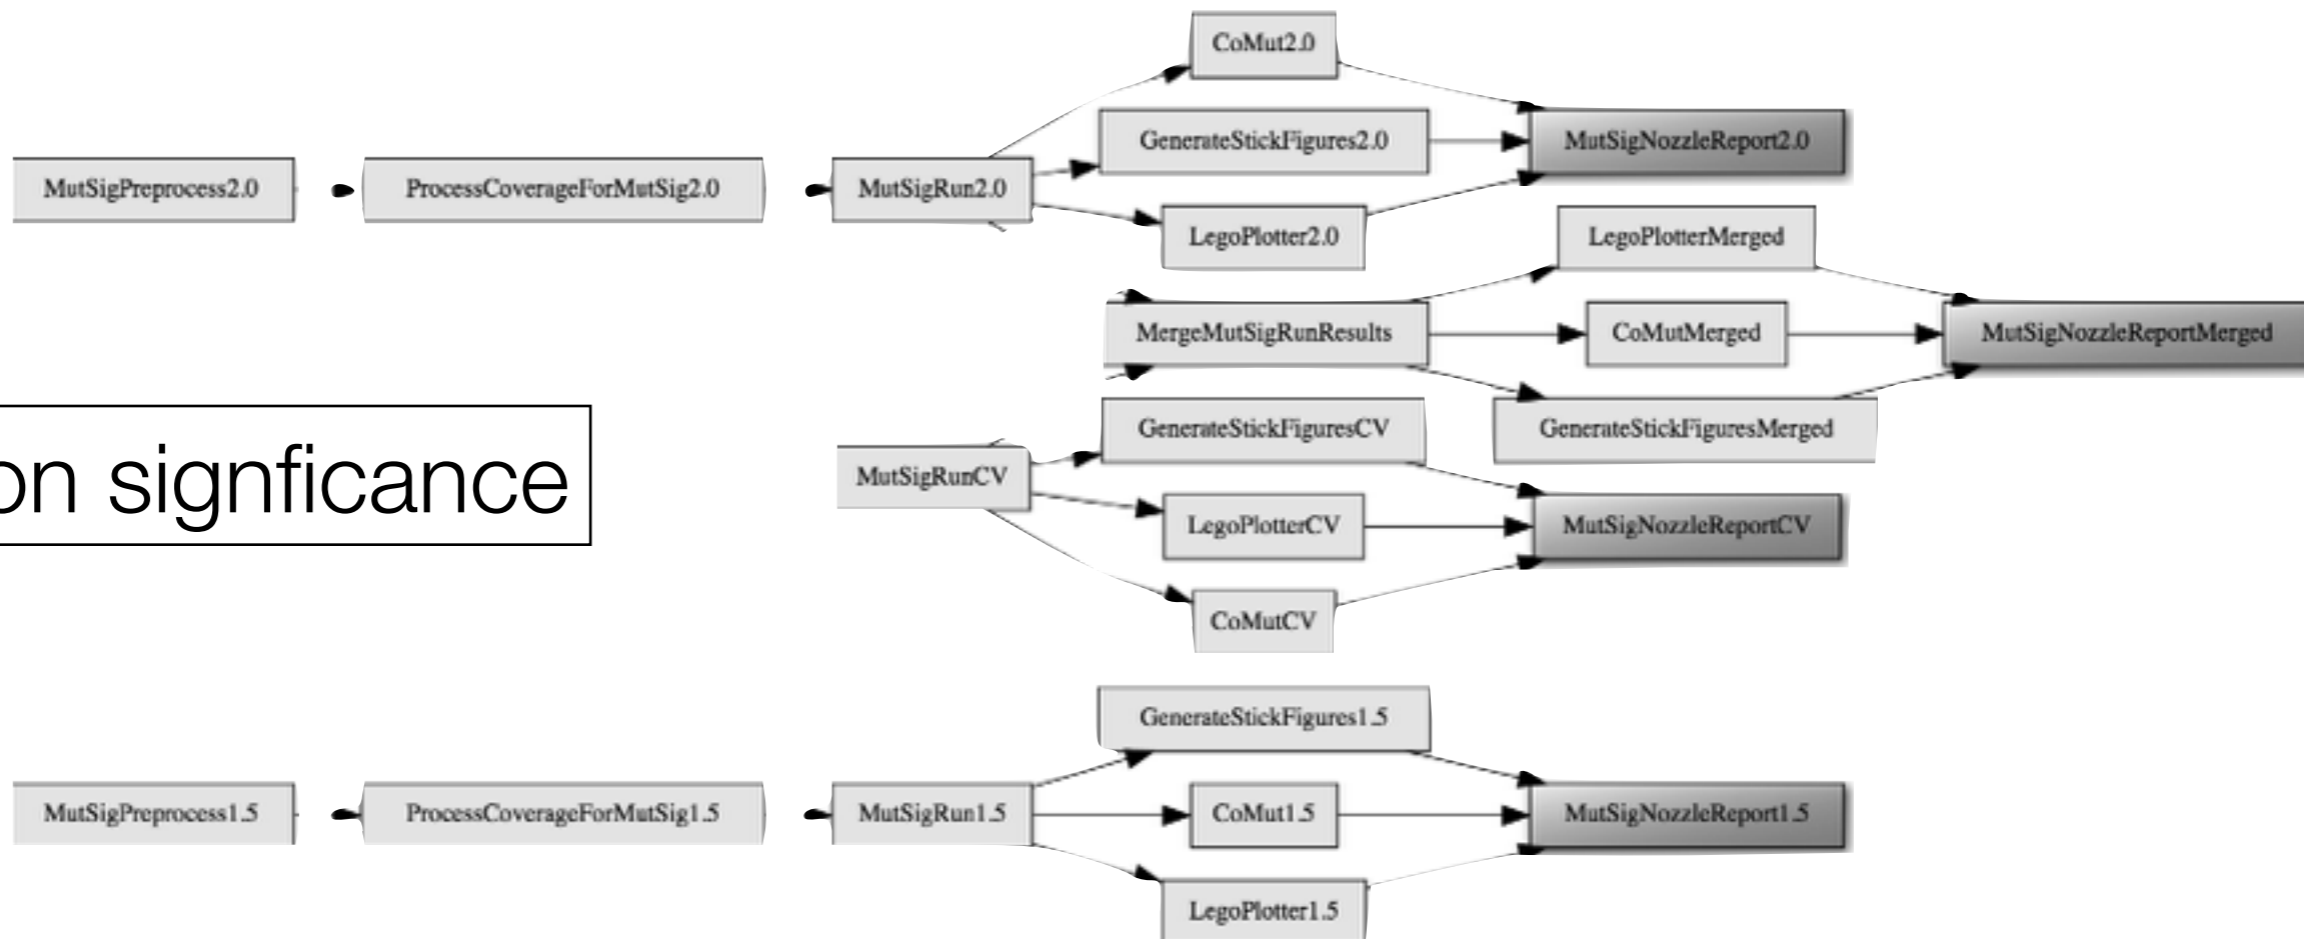 CoMut2.0
GenerateStickFigures2.0
MutSigNozzleReport2.0
MutSigPreprocess2.0
ProcessCoverageForMutSig2.0
MutSigRun2.0
LegoPlotter2.0
LegoPlotterMerged
MergeMutSigRunResults
CoMutMerged
MutSigNozzleReportMerged
GenerateStickFiguresCV
GenerateStickFiguresMerged
on signficance
MutSigRunCV
LegoPlotterCV
MutSigNozzleReportCV
CoMutCV
GenerateStickFigures1.5
MutSigPreprocess1.5
ProcessCoverageForMutSig1.5
MutSigRun1.5
CoMut1.5
MutSigNozzleReport1.5
LegoPlotter1.5